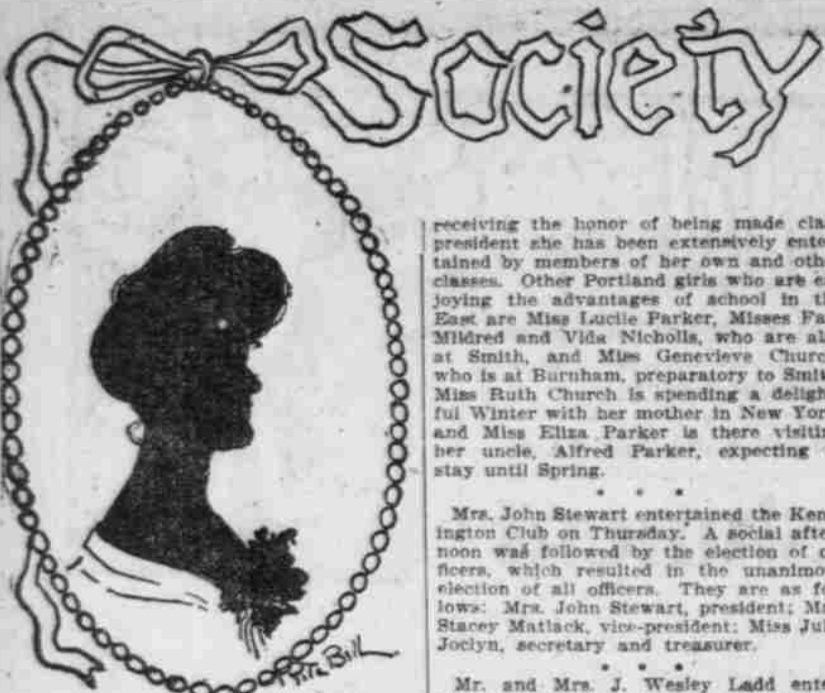 Society
receiving the honor of being made cla
president she has been extensively ente
tained by members of her own and oth
classes. Other Portland girls who are e
joying the advantages of school in th
East are Miss Lucile Parker, Misses Fa
Mildred and Vida Nicholls, who are al
at Smith, and Miss Genevieve Churc
who is at Burnham, preparatory to Smit
Miss Ruth Church is spending a deligh
ful Winter with her mother in New Yor
and Miss Eliza Parker is there visitin
her uncle, Alfred Parker, expecting
stay until Spring.
* * *
Mrs. John Stewart entertained the Ken
ington Club on Thursday. A social afte
noon was followed by the election of o
ficers, which resulted in the unanimo
election of all officers. They are as fo
lows: Mrs. John Stewart, president; Mr
Stacey Matlack, vice-president; Miss Jul
Joclyn, secretary and treasurer.
* * *
Mr. and Mrs. J. Wesley Ladd ente
Rita Bell